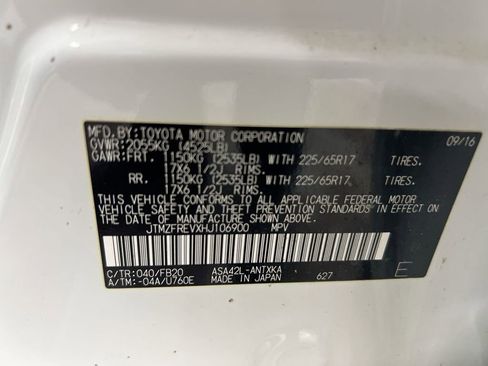 MFD. BY: TOYOTA MOTOR CORPORATION 09/16
GVWR: 2055KG (4525LB)
GAWR: FRT. 1150KG (2535LB) WITH 225/65R17 TIRES.
17X6 1/2J RIMS.
RR. 1150KG (2535LB) WITH 225/65R17 TIRES.
17X6 1/2J RIMS.
THIS VEHICLE CONFORMS TO ALL APPLICABLE FEDERAL MOTOR
VEHICLE SAFETY AND THEFT PREVENTION STANDARDS IN EFFECT
ON THE DATE OF MANUFACTURE SHOWN ABOVE.
JTMZFREVXHJ106900 MPV
C/TR: 040/FB20 ASA42L-ANTXKA
A/TM: -04A/U760E MADE IN JAPAN 627 E